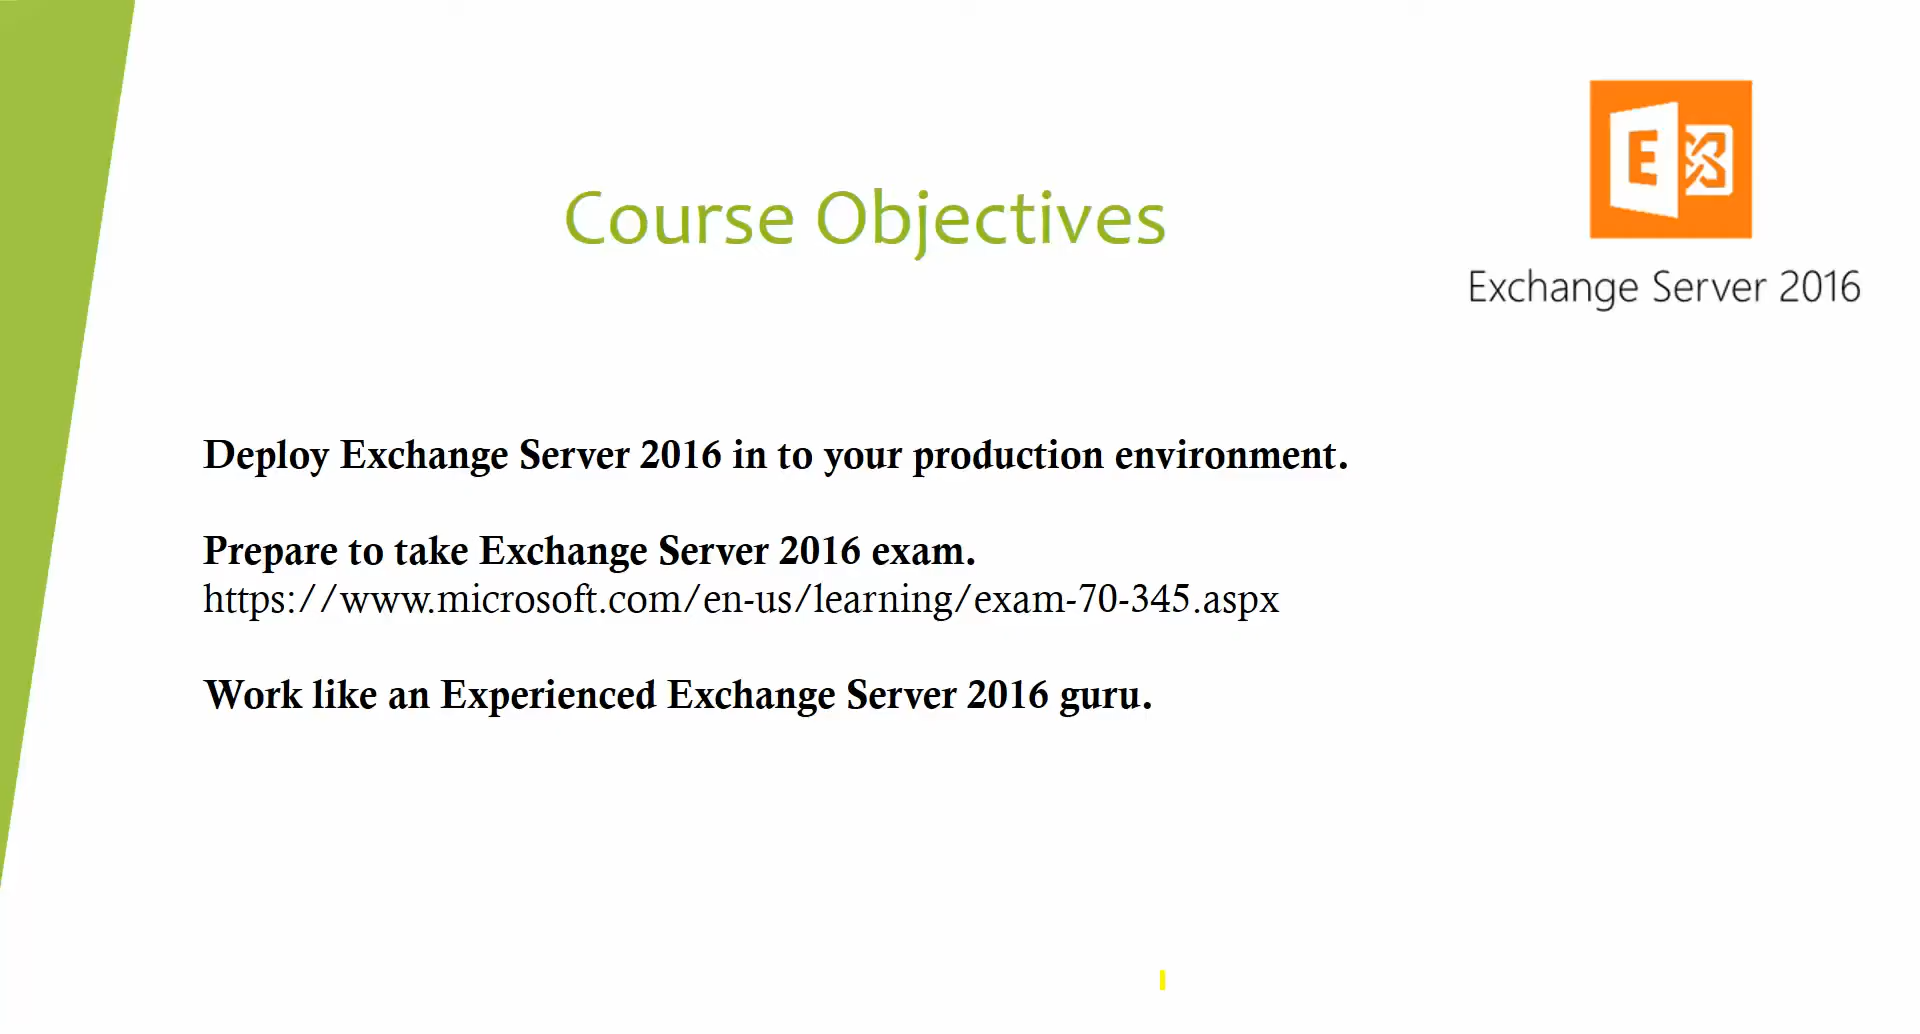 Course Objectives
E
Exchange Server 2016
Deploy Exchange Server 2016 in to your production environment.
Prepare to take Exchange Server 2016 exam.
https://www.microsoft.com/en-us/learning/exam-70-345.aspx
Work like an Experienced Exchange Server 2016 guru.